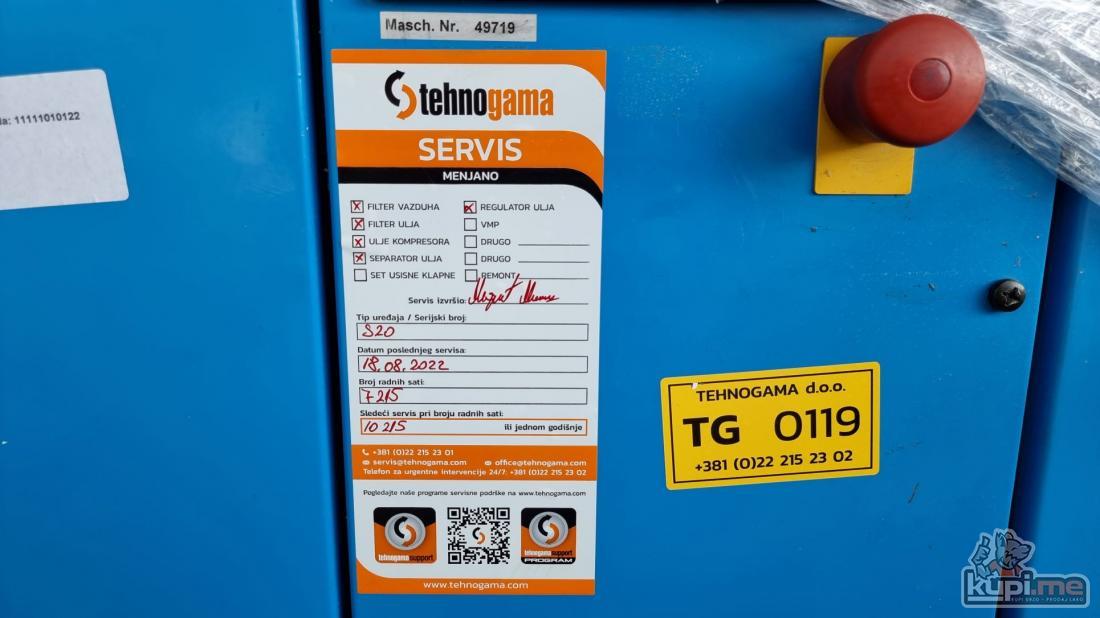 Masch. Nr. 49719
la: 11111010122
tehnogama
SERVIS
MENJANO
FILTER VAZDUHA
REGULATOR ULJA
FILTER ULJA
VMP
ULJE KOMPRESORA
DRUGO
SEPARATOR ULJA
DRUGO
SET USISNE KLAPNE
REMONT
Servis izvršio:
Tip uređaja / Serijski broj:
S20
Datum poslednjeg servisa:
18.08.2022
Broj radnih sati:
7215
Sledeći servis pri broju radnih sati:
10215 ili jednom godišnje
+381 (0)22 215 23 01
servis@tehnogama.com office@tehnogama.com
Telefon za urgentne intervencije 24/7: +381 (0)22 215 23 02
Pogledajte naše programe servisne podrške na www.tehnogama.com
tehnogama support
tehnogama support
PROGRAM
www.tehnogama.com
TEHNOGAMA d.o.o.
TG 0119
+381 (0)22 215 23 02
kupi.me
KUPI BRZO - PRODAJ LAKO